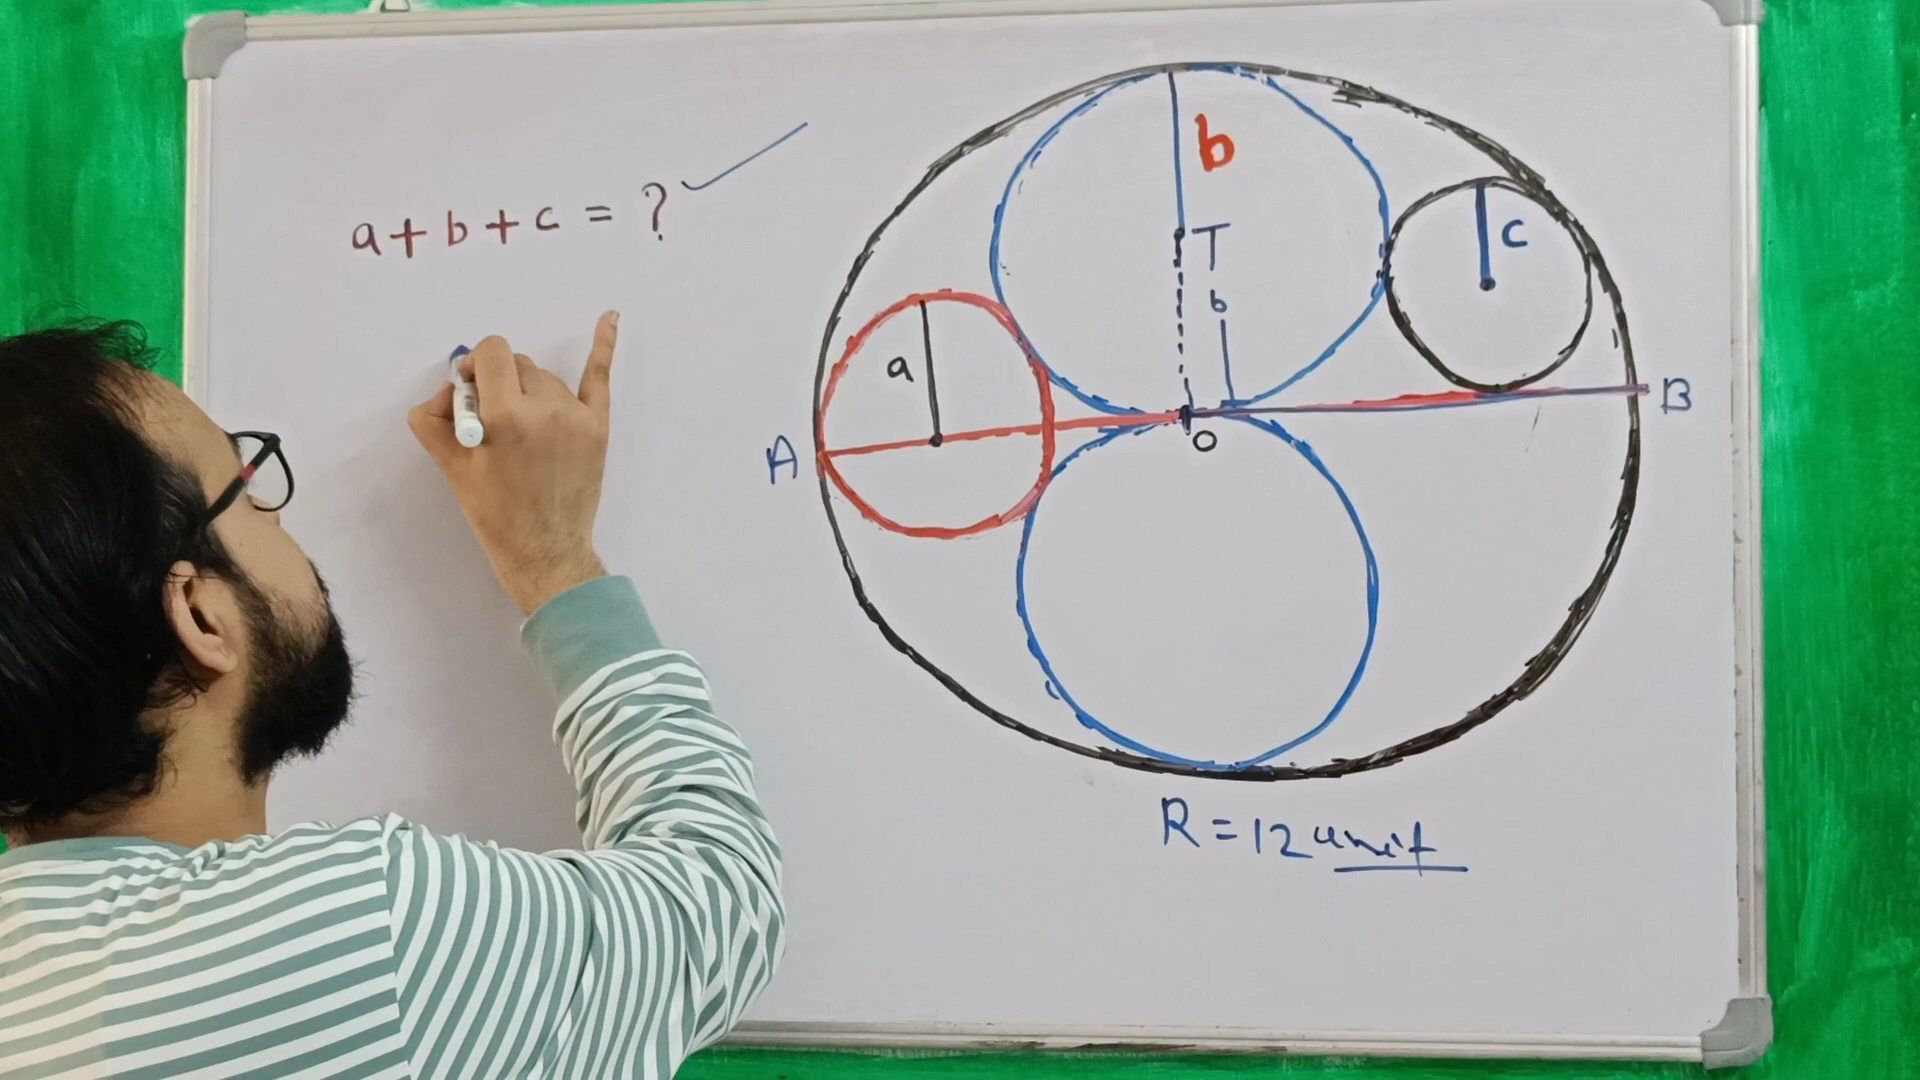 a + b + c = ?
b
T
b
c
a
A
O
B
R = 12 unit